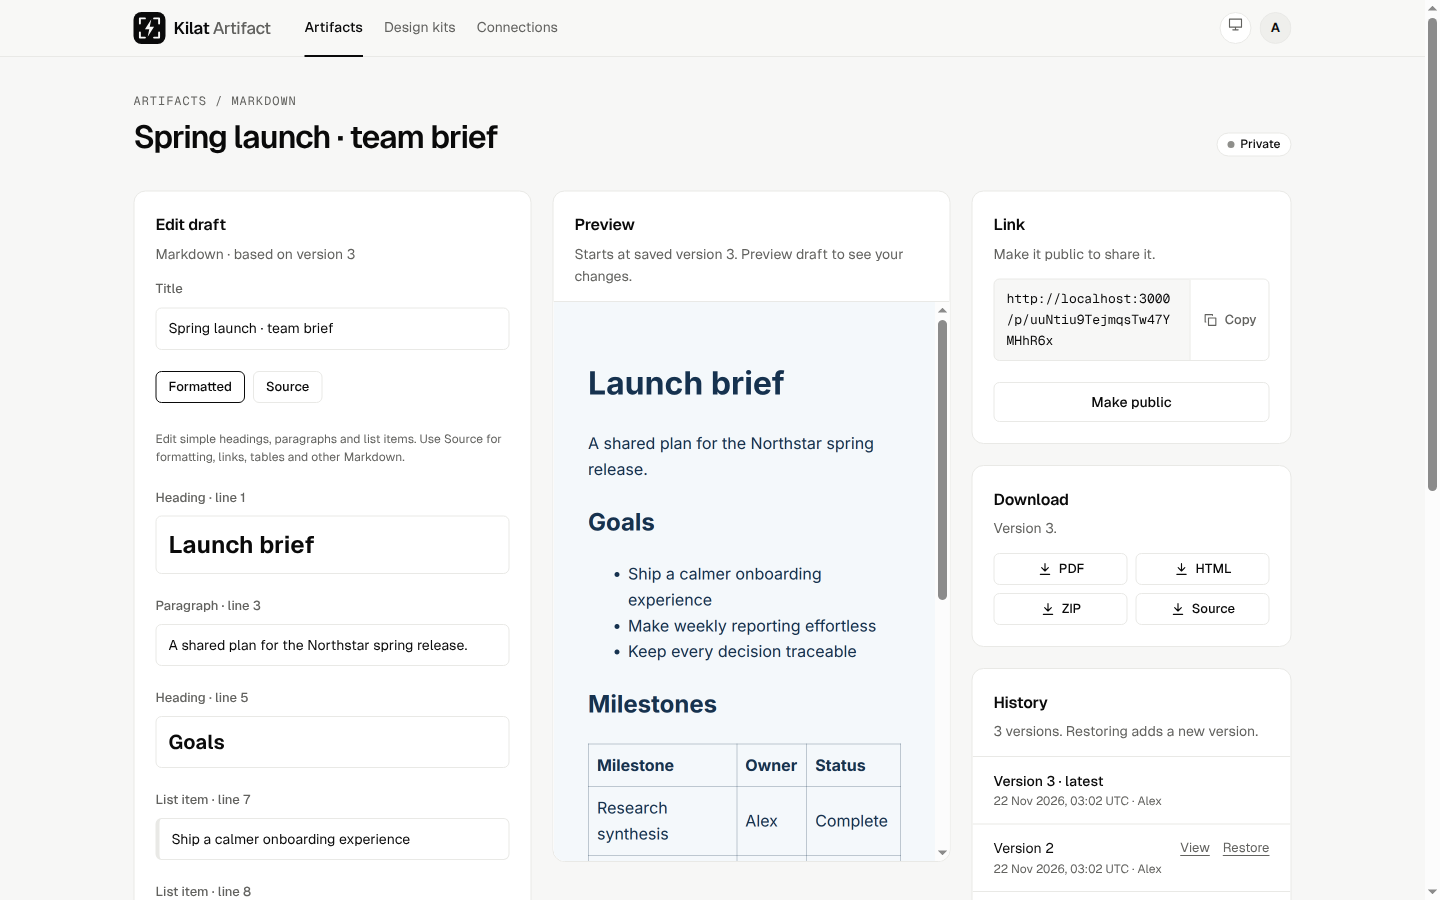 Kilat Artifact
Artifacts
Design kits
Connections
A
ARTIFACTS / MARKDOWN
Spring launch · team brief
Private
Edit draft
Markdown · based on version 3
Title
Spring launch · team brief
Formatted
Source
Edit simple headings, paragraphs and list items. Use Source for
formatting, links, tables and other Markdown.
Heading · line 1
Launch brief
Paragraph · line 3
A shared plan for the Northstar spring release.
Heading · line 5
Goals
List item · line 7
Ship a calmer onboarding experience
List item · line 8
Preview
Starts at saved version 3. Preview draft to see your
changes.
Launch brief
A shared plan for the Northstar spring
release.
Goals
• Ship a calmer onboarding
experience
• Make weekly reporting effortless
• Keep every decision traceable
Milestones
Milestone Owner Status
Research
synthesis
Alex
Complete
Link
Make it public to share it.
http://localhost:3000
/p/uuNtiu9TejmqsTw47Y
MHhR6x
Copy
Make public
Download
Version 3.
PDF
HTML
ZIP
Source
History
3 versions. Restoring adds a new version.
Version 3 · latest
22 Nov 2026, 03:02 UTC · Alex
Version 2
View
Restore
22 Nov 2026, 03:02 UTC · Alex